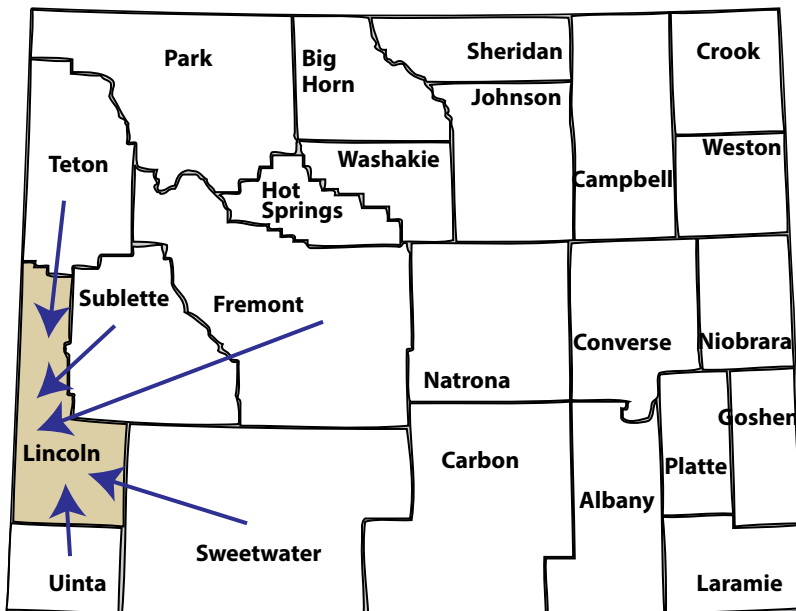 Park
Big
Horn
Sheridan
Crook
Johnson
Teton
Washakie
Weston
Hot
Springs
Campbell
Sublette
Fremont
Converse
Niobrara
Natrona
Goshen
Lincoln
Carbon
Platte
Albany
Sweetwater
Uinta
Laramie